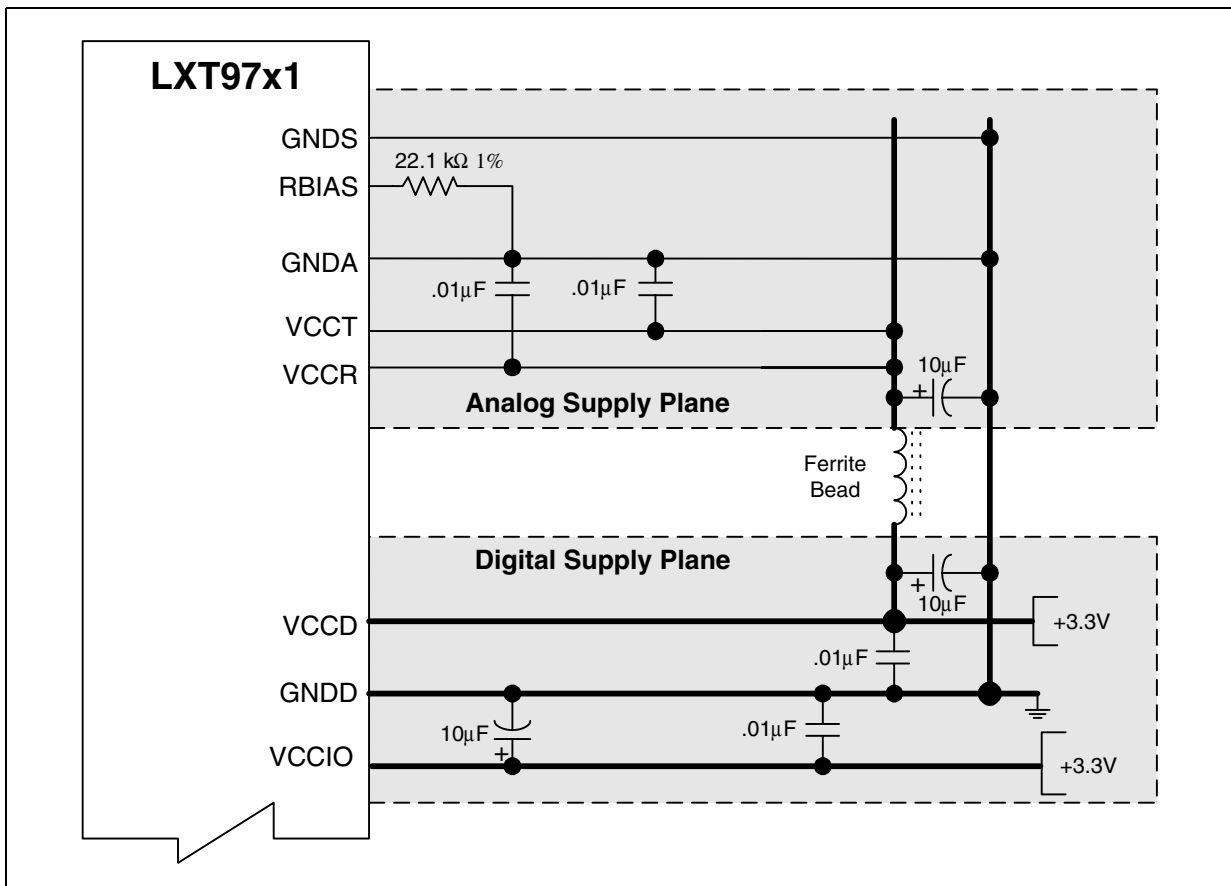 LXT97x1
GNDS
22.1 kΩ 1%
RBIAS
GNDA
.01μF
.01μF
VCCT
VCCR
10μF
+
Analog Supply Plane
Ferrite
Bead
Digital Supply Plane
+
10μF
VCCD
+3.3V
.01μF
GNDD
10μF
+
.01μF
VCCIO
+3.3V